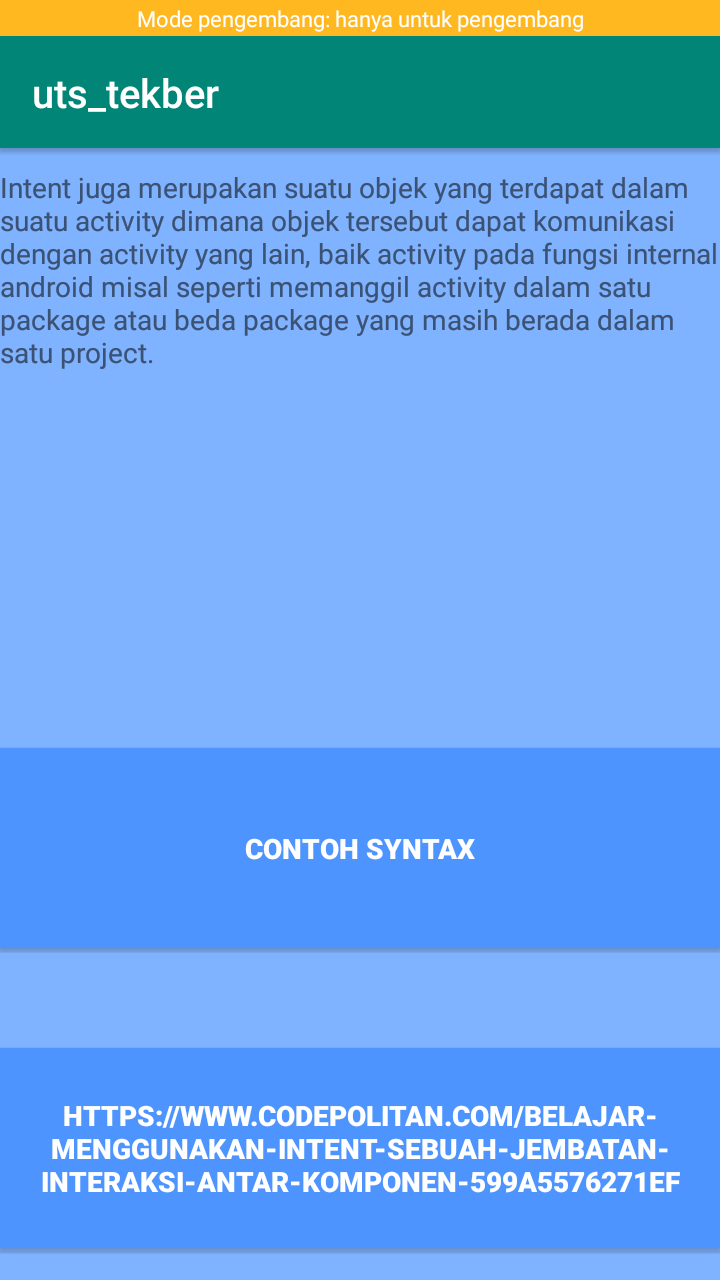 Mode pengembang: hanya untuk pengembang
uts_tekber
Intent juga merupakan suatu objek yang terdapat dalam
suatu activity dimana objek tersebut dapat komunikasi
dengan activity yang lain, baik activity pada fungsi internal
android misal seperti memanggil activity dalam satu
package atau beda package yang masih berada dalam
satu project.
CONTOH SYNTAX
HTTPS://WWW.CODEPOLITAN.COM/BELAJAR-
MENGGUNAKAN-INTENT-SEBUAH-JEMBATAN-
INTERAKSI-ANTAR-KOMPONEN-599A5576271EF